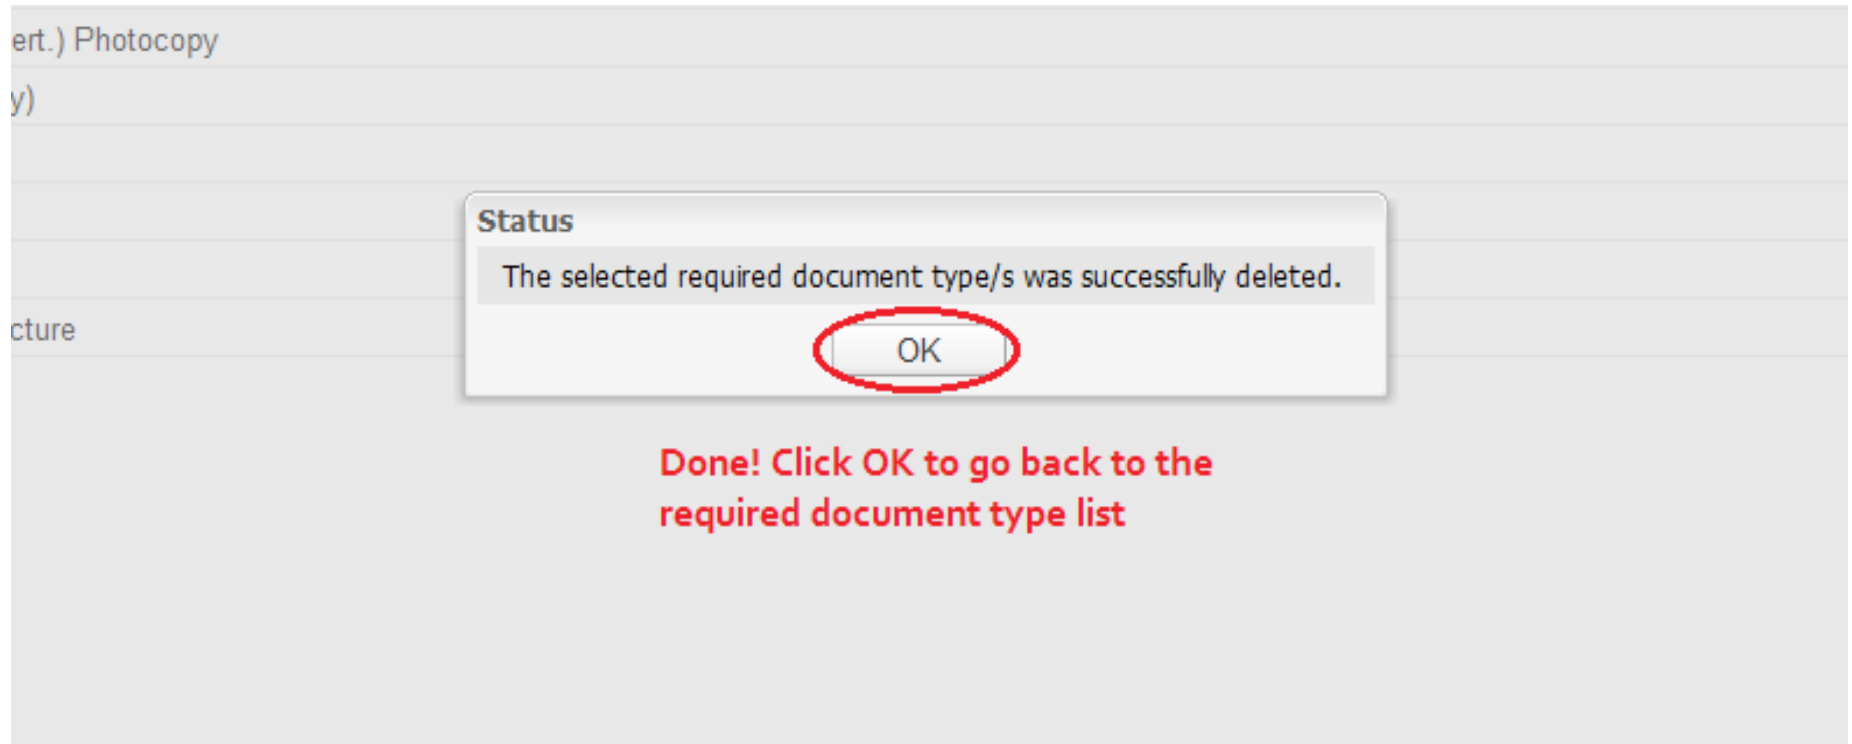 ert.) Photocopy
y)
Status
The selected required document type/s was successfully deleted.
cture
OK
Done! Click OK to go back to the
required document type list